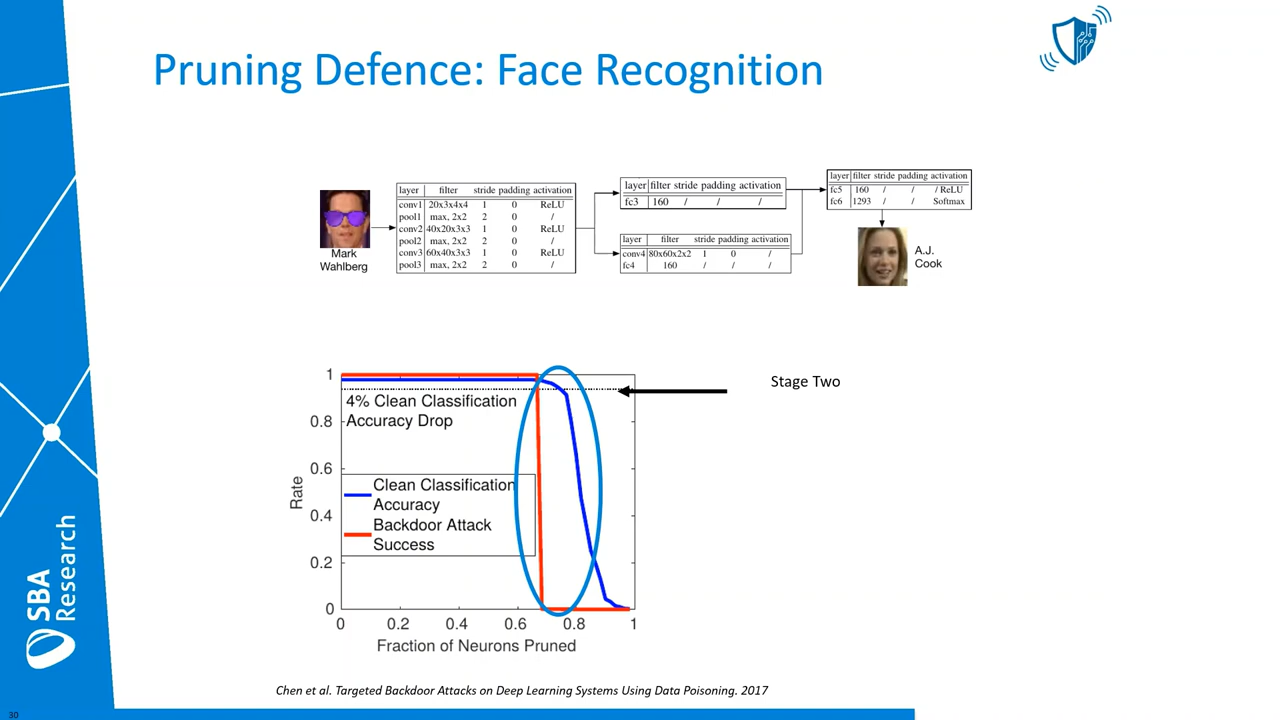 Pruning Defence: Face Recognition
Mark
Wahlberg
layer filter stride padding activation
conv1 20x3x4x4 1 0 ReLU
pool1 max, 2x2 2 0 /
conv2 40x20x3x3 1 0 ReLU
pool2 max, 2x2 2 0 /
conv3 60x40x3x3 1 0 ReLU
pool3 max, 2x2 2 0 /
layer filter stride padding activation
fc3 160 / / /
layer filter stride padding activation
conv4 80x60x2x2 1 0 /
fc4 160 / / /
layer filter stride padding activation
fc5 160 / / / ReLU
fc6 1293 / / Softmax
A.J.
Cook
Stage Two
1
0.8
0.6
0.4
0.2
0
Rate
4% Clean Classification
Accuracy Drop
Clean Classification
Accuracy
Backdoor Attack
Success
0 0.2 0.4 0.6 0.8 1
Fraction of Neurons Pruned
Chen et al. Targeted Backdoor Attacks on Deep Learning Systems Using Data Poisoning. 2017
SBA
Research
30